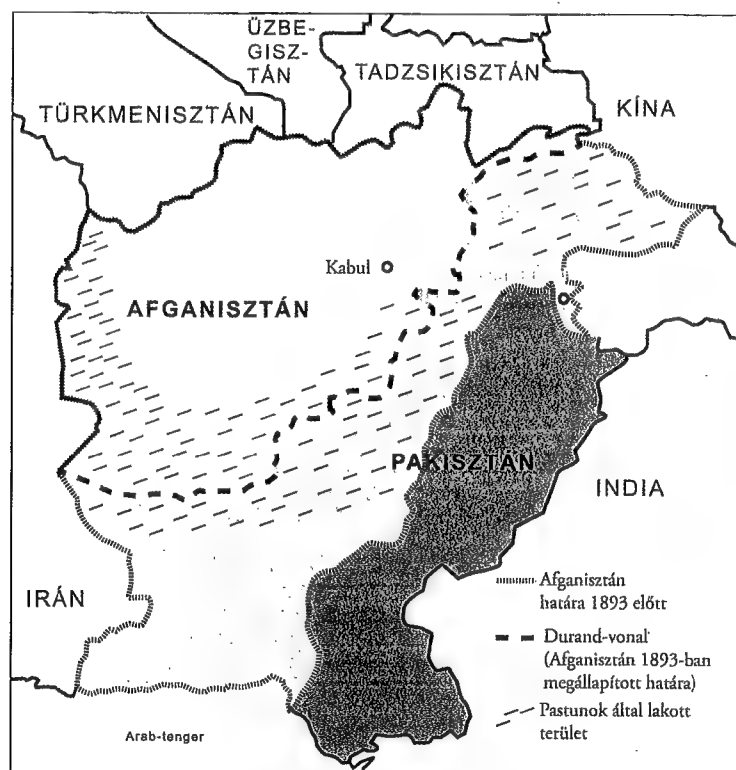 ÜZBE-
GISZ-
TÁN
TADZSIKISZTÁN
TÜRKMENISZTÁN
KÍNA
Kabul
AFGANISZTÁN
PAKISZTÁN
INDIA
IRÁN
Afganisztán
határa 1893 előtt
Durand-vonal
(Afganisztán 1893-ban
megállapított határa)
Pastunok által lakott
terület
Arab-tenger